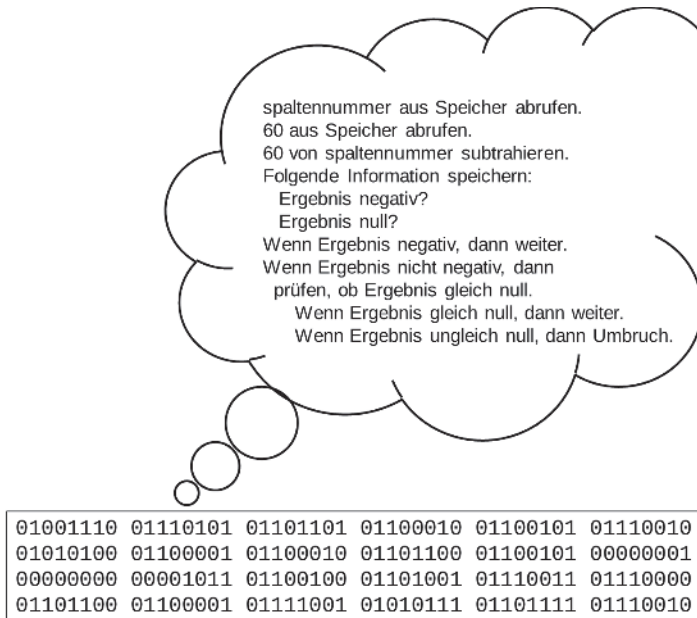 spaltennummer aus Speicher abrufen.
60 aus Speicher abrufen.
60 von spaltennummer subtrahieren.
Folgende Information speichern:
Ergebnis negativ?
Ergebnis null?
Wenn Ergebnis negativ, dann weiter.
Wenn Ergebnis nicht negativ, dann
prüfen, ob Ergebnis gleich null.
Wenn Ergebnis gleich null, dann weiter.
Wenn Ergebnis ungleich null, dann Umbruch.
01001110 01110101 01101101 01100010 01100101 01110010
01010100 01100001 01100010 01101100 01100101 00000001
00000000 00001011 01100100 01101001 01110011 01110000
01101100 01100001 01111001 01010111 01101111 01110010